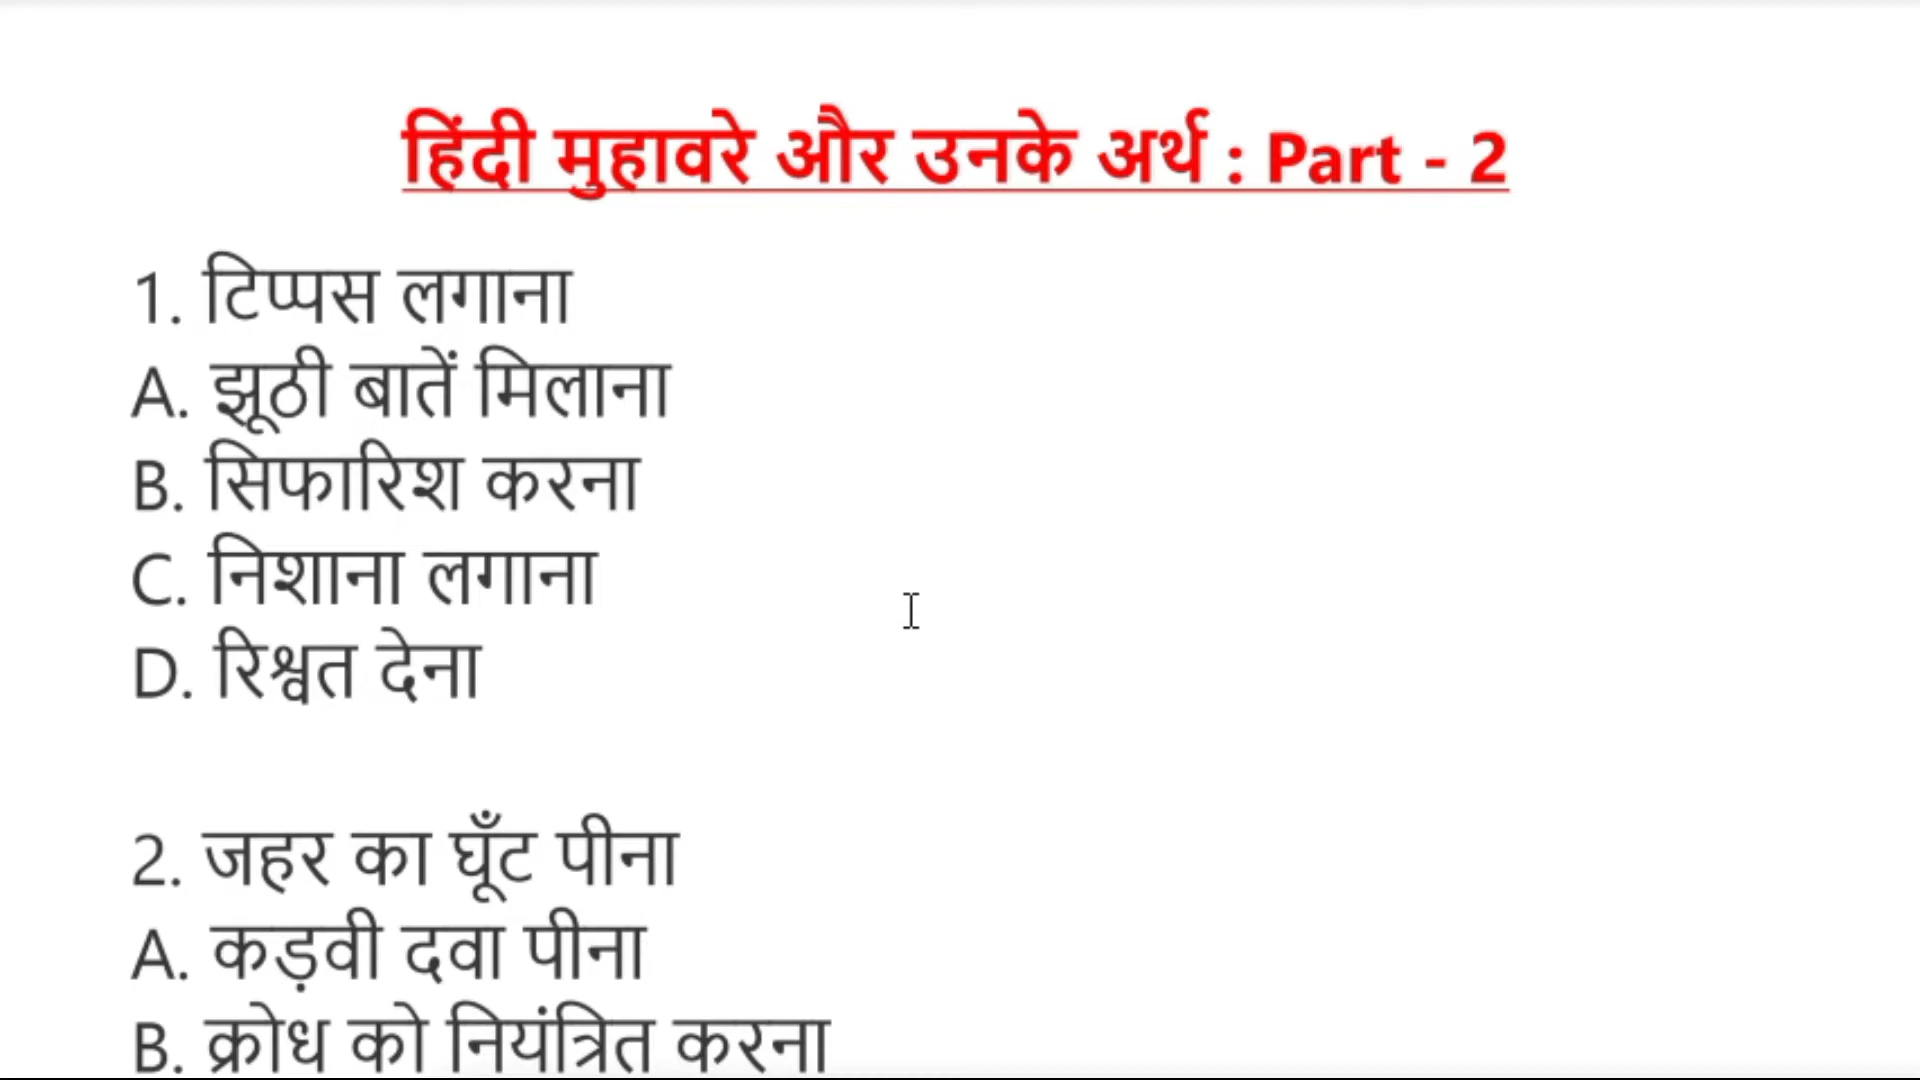 हिंदी मुहावरे और उनके अर्थ : Part - 2
1. टिप्पस लगाना
A. झूठी बातें मिलाना
B. सिफारिश करना
C. निशाना लगाना
D. रिश्वत देना
2. जहर का घूँट पीना
A. कड़वी दवा पीना
B. क्रोध को नियंत्रित करना